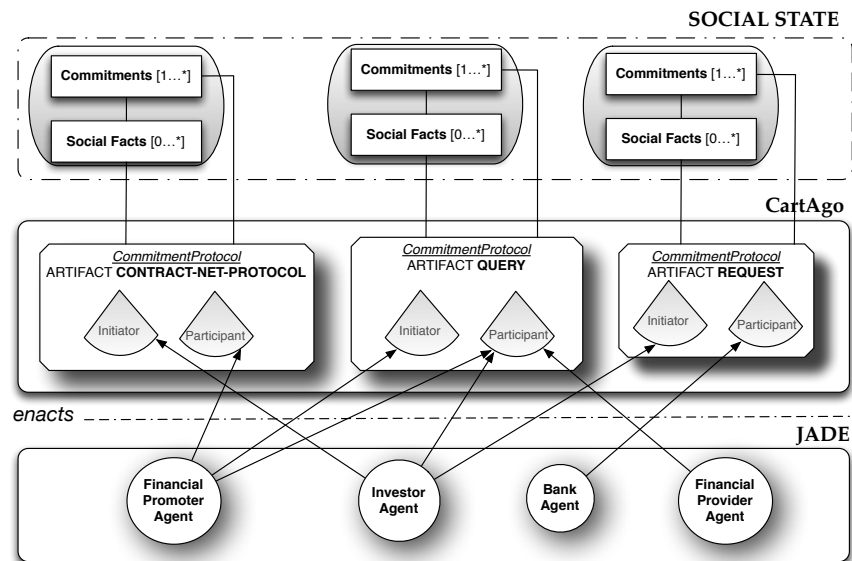 SOCIAL STATE
Commitments [1...*]
Social Facts [0...*]
Commitments [1...*]
Social Facts [0...*]
Commitments [1...*]
Social Facts [0...*]
CartAgo
CommitmentProtocol
ARTIFACT CONTRACT-NET-PROTOCOL
Initiator
Participant
CommitmentProtocol
ARTIFACT QUERY
Initiator
Participant
CommitmentProtocol
ARTIFACT REQUEST
Initiator
Participant
enacts
JADE
Financial
Promoter
Agent
Investor
Agent
Bank
Agent
Financial
Provider
Agent